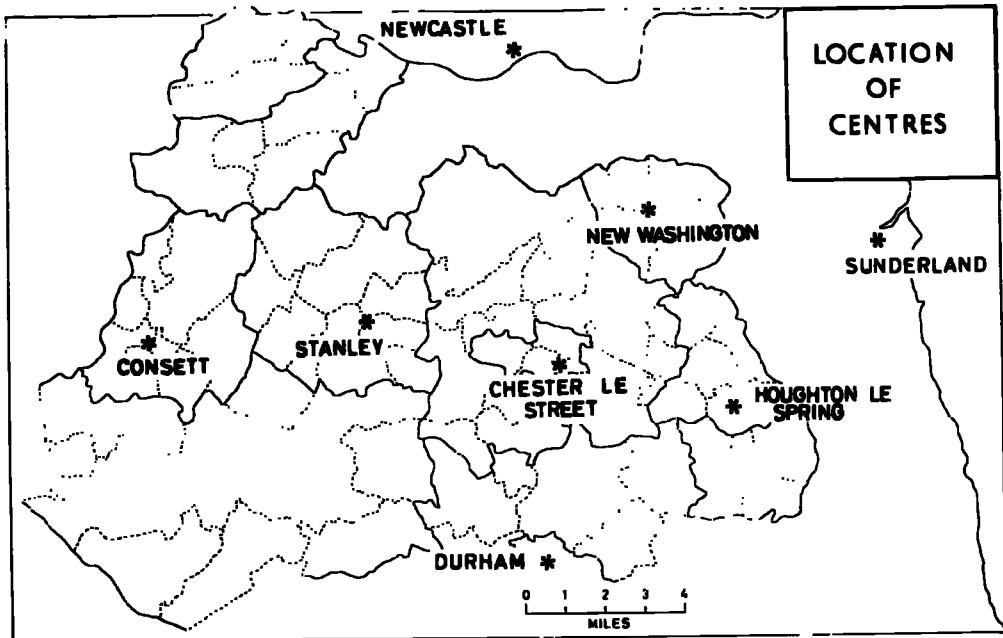 NEWCASTLE
LOCATION
OF
CENTRES
NEW WASHINGTON
SUNDERLAND
CONSETT
STANLEY
CHESTER LE
STREET
HOUGHTON LE
SPRING
DURHAM
0 1 2 3 4
MILES